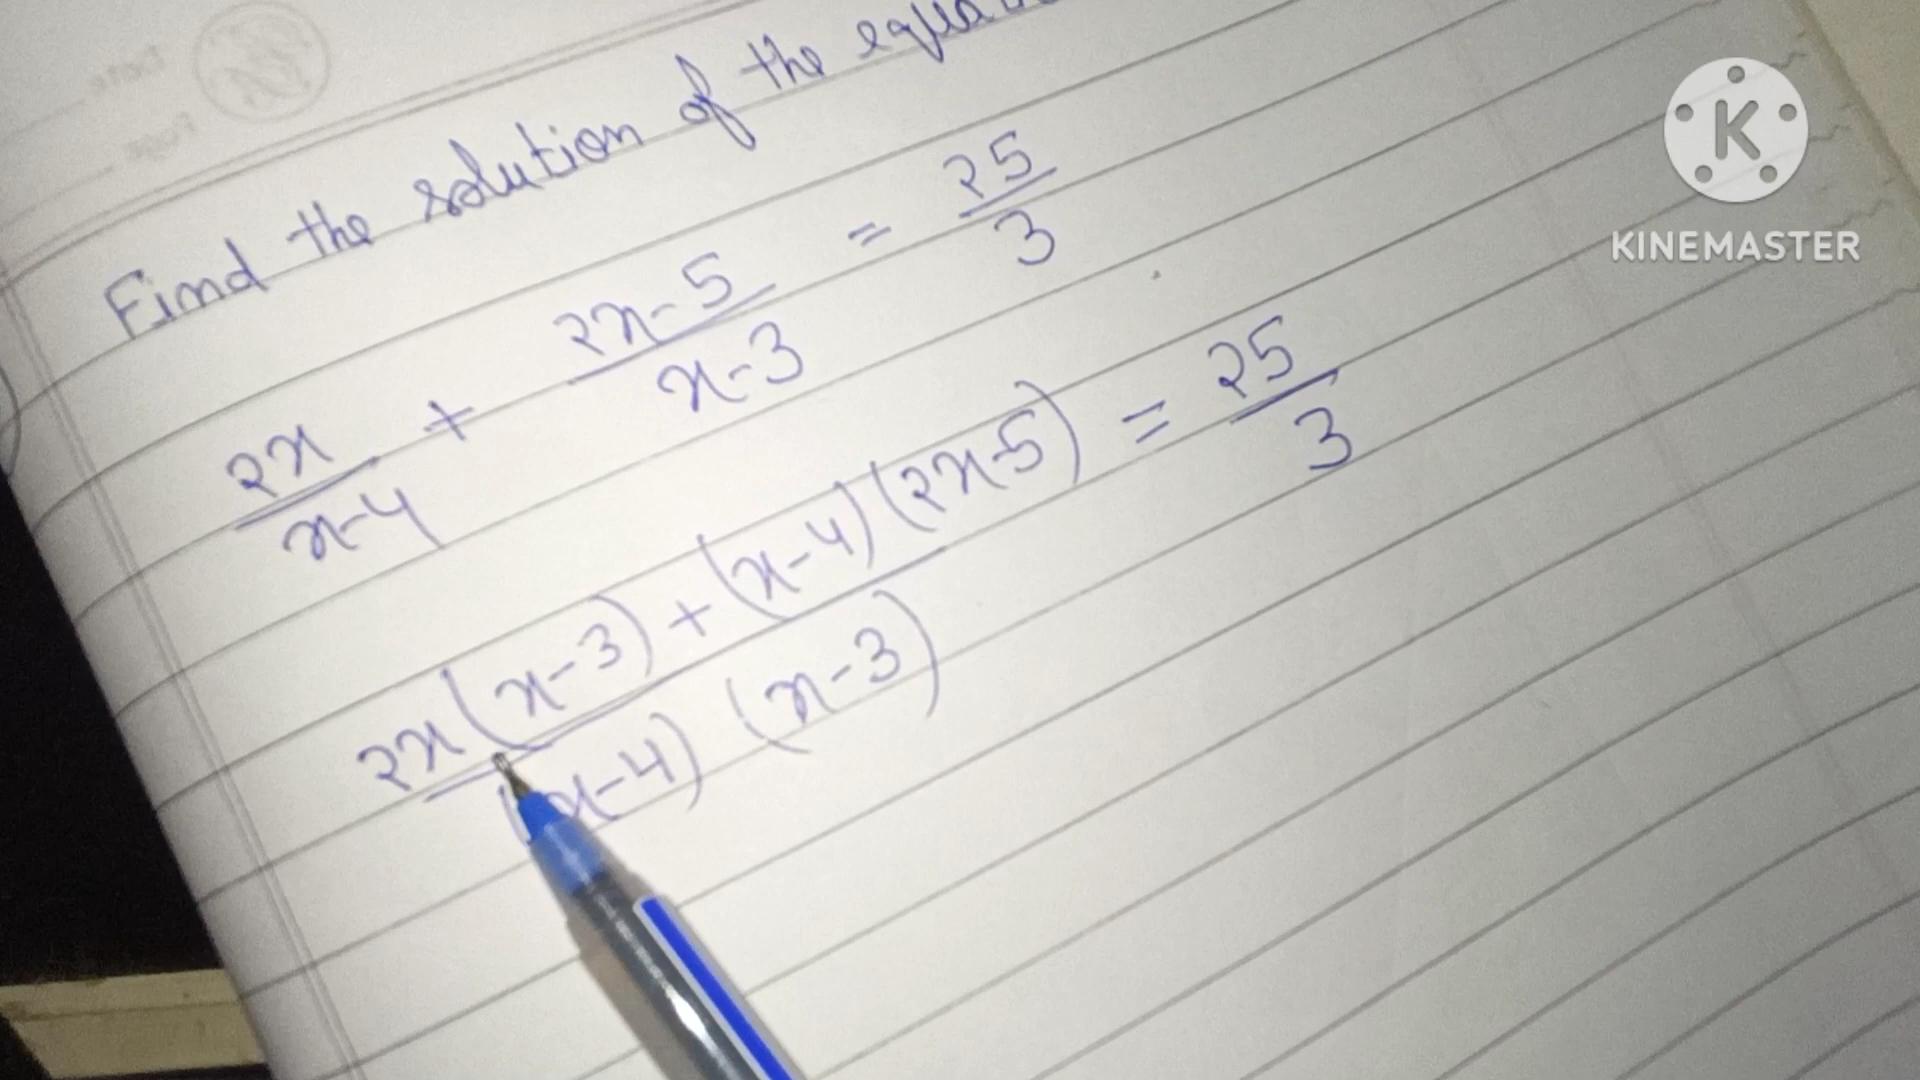 Find the solution of the
2x/x-4 + 2x-5/x-3 = 25/3
2x(x-3)+(x-4)(2x-5)/(x-4)(x-3) = 25/3
K
KINEMASTER